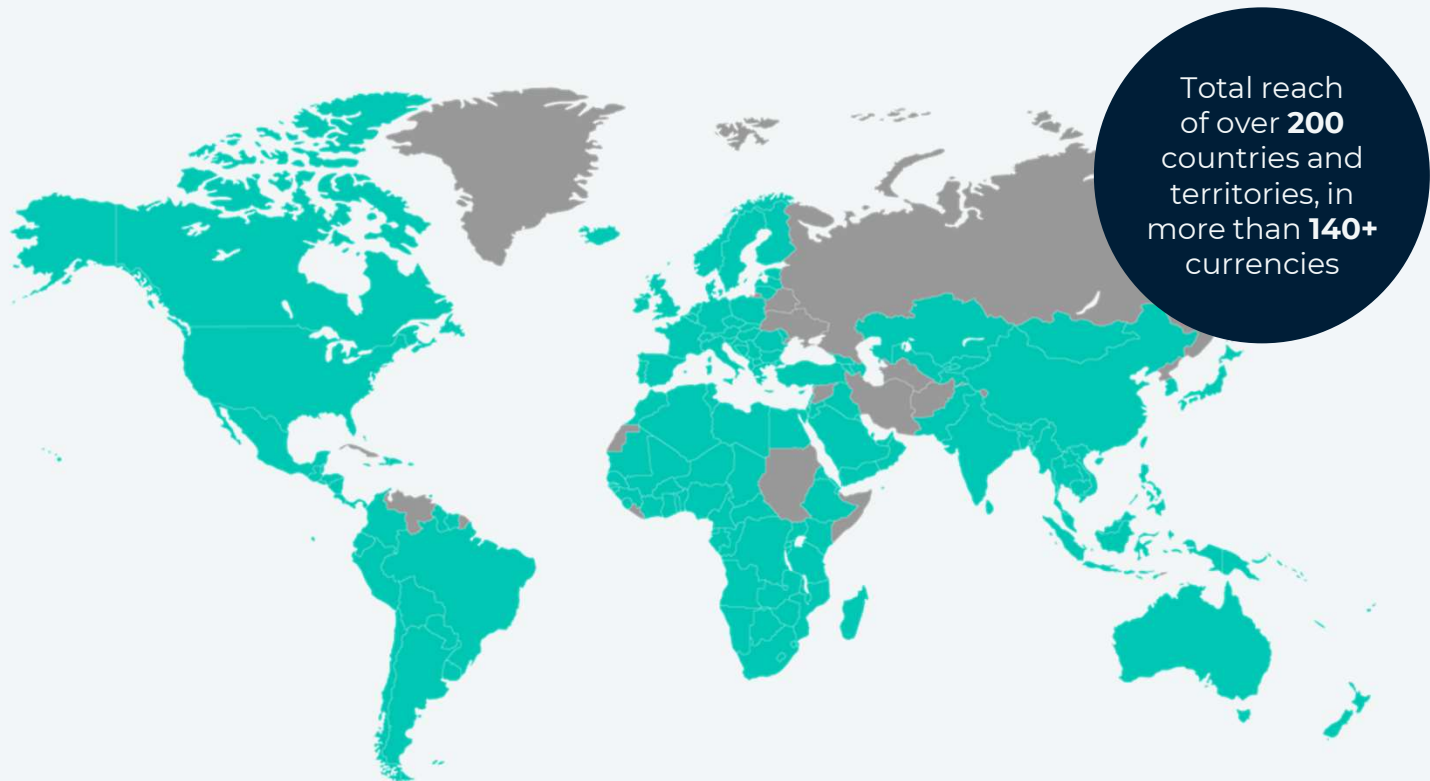 Total reach
of over 200
countries and
territories, in
more than 140+
currencies